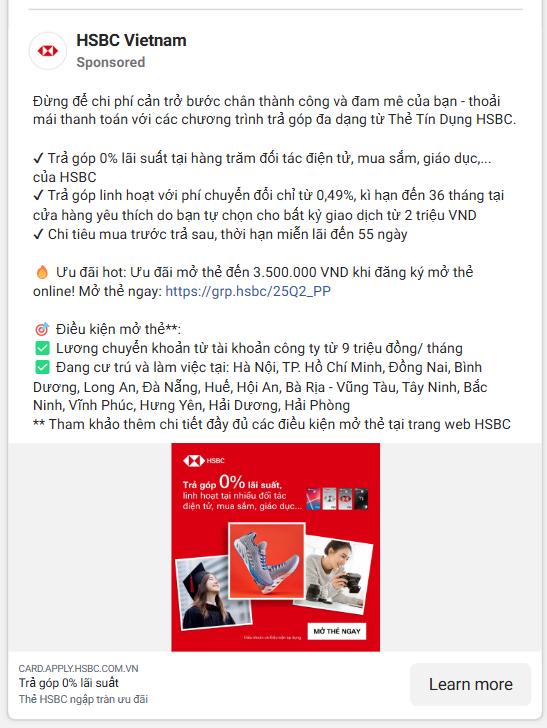 HSBC Vietnam
Sponsored
Đừng để chi phí cản trở bước chân thành công và đam mê của bạn - thoải
mái thanh toán với các chương trình trả góp đa dạng từ Thẻ Tín Dụng HSBC.
✓ Trả góp 0% lãi suất tại hàng trăm đối tác điện tử, mua sắm, giáo dục,...
của HSBC
✓ Trả góp linh hoạt với phí chuyển đổi chỉ từ 0,49%, kì hạn đến 36 tháng tại
cửa hàng yêu thích do bạn tự chọn cho bất kỳ giao dịch từ 2 triệu VND
✓ Chi tiêu mua trước trả sau, thời hạn miễn lãi đến 55 ngày
🔥 Ưu đãi hot: Ưu đãi mở thẻ đến 3.500.000 VND khi đăng ký mở thẻ
online! Mở thẻ ngay: https://grp.hsbc/25Q2_PP
🎯 Điều kiện mở thẻ**:
✅ Lương chuyển khoản từ tài khoản công ty từ 9 triệu đồng/ tháng
✅ Đang cư trú và làm việc tại: Hà Nội, TP. Hồ Chí Minh, Đồng Nai, Bình
Dương, Long An, Đà Nẵng, Huế, Hội An, Bà Rịa - Vũng Tàu, Tây Ninh, Bắc
Ninh, Vĩnh Phúc, Hưng Yên, Hải Dương, Hải Phòng
** Tham khảo thêm chi tiết đầy đủ các điều kiện mở thẻ tại trang web HSBC
HSBC
Trả góp 0% lãi suất,
linh hoạt tại nhiều đối tác
điện tử, mua sắm, giáo dục...
MỞ THẺ NGAY
Điều khoản và Điều kiện áp dụng
CARD.APPLY.HSBC.COM.VN
Trả góp 0% lãi suất
Thẻ HSBC ngập tràn ưu đãi
Learn more